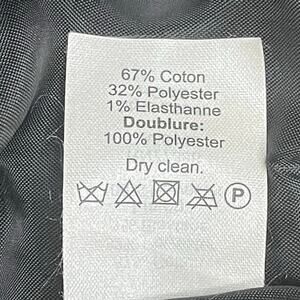 67% Coton
32% Polyester
1% Elasthanne
Doublure:
100% Polyester
Dry clean.
P